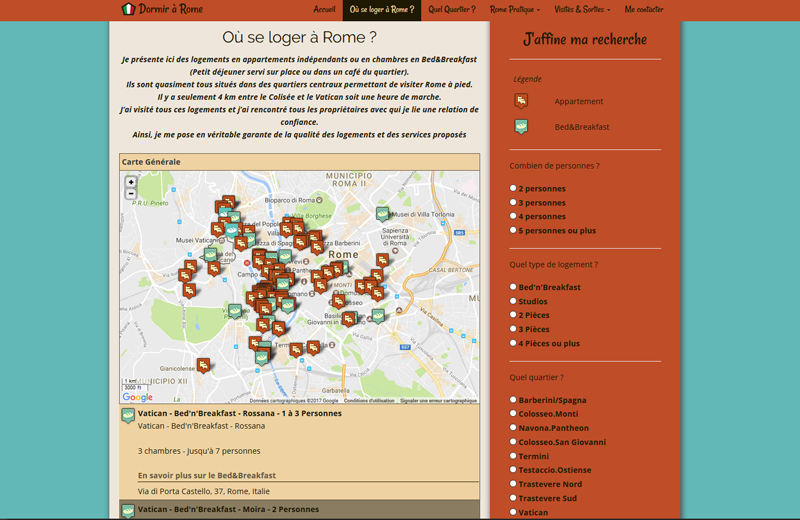 Dormir à Rome
Accueil
Où se loger à Rome ?
Quel Quartier ?
Rome Pratique
Visites & Sorties
Me contacter
Où se loger à Rome ?
Je présente ici des logements en appartements indépendants ou en chambres en Bed&Breakfast
(Petit déjeuner servi sur place ou dans un café du quartier).
Ils sont quasiment tous situés dans des quartiers centraux permettant de visiter Rome à pied.
Il y a seulement 4 km entre le Colisée et le Vatican soit une heure de marche.
J'ai visité tous ces logements et j'ai rencontré tous les propriétaires avec qui je lie une relation de
confiance.
Ainsi, je me pose en véritable garante de la qualité des logements et des services proposés
Carte Générale
+
−
MUNICIPIO
ROMA II
P.R.U. Pineto
Bioparco di Roma
Villa Borghese
Musei di Villa Torlonia
Sapienza
Università
di Roma
Musei Vaticani
Piazza Barberini
Rome
CASAL BERTONE
Giovanni in
Gianicolense
MUNICIPIO XII
Garbatella
Via Casilina
1 km
3000 ft
Google
Données cartographiques ©2017 Google
Conditions d'utilisation
Signaler une erreur cartographique
Vatican - Bed'n'Breakfast - Rossana - 1 à 3 Personnes
Vatican - Bed'n'Breakfast - Rossana
3 chambres - Jusqu'à 7 personnes
En savoir plus sur le Bed&Breakfast
Via di Porta Castello, 37, Rome, Italie
Vatican - Bed'n'Breakfast - Moira - 2 Personnes
J'affine ma recherche
Légende
Appartement
Bed&Breakfast
Combien de personnes ?
2 personnes
3 personnes
4 personnes
5 personnes ou plus
Quel type de logement ?
Bed'n'Breakfast
Studios
2 Pièces
3 Pièces
4 Pièces ou plus
Quel quartier ?
Barberini/Spagna
Colosseo.Monti
Navona.Pantheon
Colosseo.San Giovanni
Termini
Testaccio.Ostiense
Trastevere Nord
Trastevere Sud
Vatican